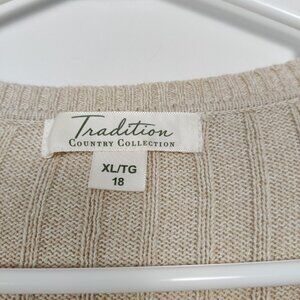 Tradition
COUNTRY COLLECTION
XL/TG
18